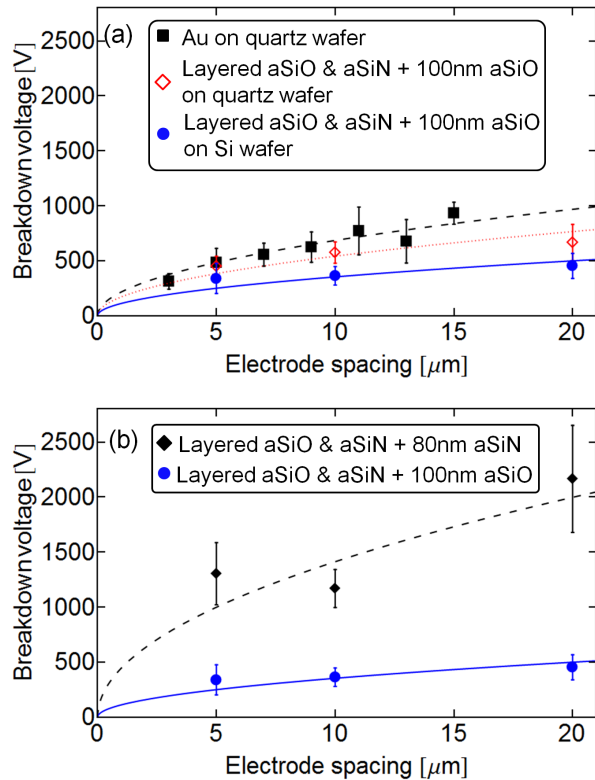 (a)
Au on quartz wafer
Layered aSiO & aSiN + 100nm aSiO
on quartz wafer
Layered aSiO & aSiN + 100nm aSiO
on Si wafer
Breakdown voltage [V]
2500
2000
1500
1000
500
0
0 5 10 15 20
Electrode spacing [μm]
(b)
Layered aSiO & aSiN + 80nm aSiN
Layered aSiO & aSiN + 100nm aSiO
Breakdown voltage [V]
2500
2000
1500
1000
500
0
0 5 10 15 20
Electrode spacing [μm]